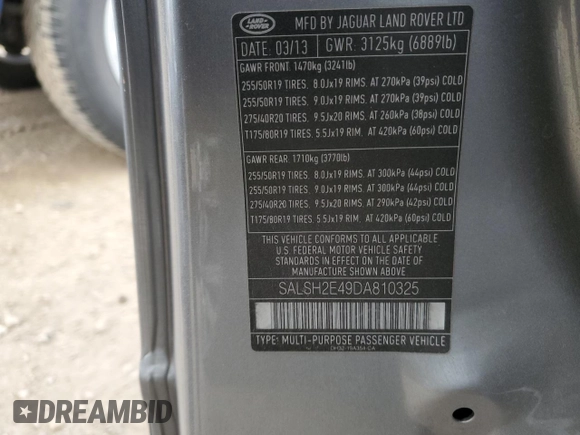 LAND ROVER
MFD BY JAGUAR LAND ROVER LTD
DATE: 03/13 GWR: 3125kg (6889lb)
GAWR FRONT: 1470kg (3241lb)
255/50R19 TIRES. 8.0Jx19 RIMS. AT 270kPa (39psi) COLD
255/50R19 TIRES. 9.0Jx19 RIMS. AT 270kPa (39psi) COLD
275/40R20 TIRES. 9.5Jx20 RIMS. AT 260kPa (38psi) COLD
T175/80R19 TIRES. 5.5Jx19 RIM. AT 420kPa (60psi) COLD
GAWR REAR: 1710kg (3770lb)
255/50R19 TIRES. 8.0Jx19 RIMS. AT 300kPa (44psi) COLD
255/50R19 TIRES. 9.0Jx19 RIMS. AT 300kPa (44psi) COLD
275/40R20 TIRES. 9.5Jx20 RIMS. AT 290kPa (42psi) COLD
T175/80R19 TIRES. 5.5Jx19 RIM. AT 420kPa (60psi) COLD
THIS VEHICLE CONFORMS TO ALL APPLICABLE
U.S. FEDERAL MOTOR VEHICLE SAFETY
STANDARDS IN EFFECT ON THE DATE OF
MANUFACTURE SHOWN ABOVE.
SALSH2E49DA810325
TYPE: MULTI-PURPOSE PASSENGER VEHICLE
DREAMBID